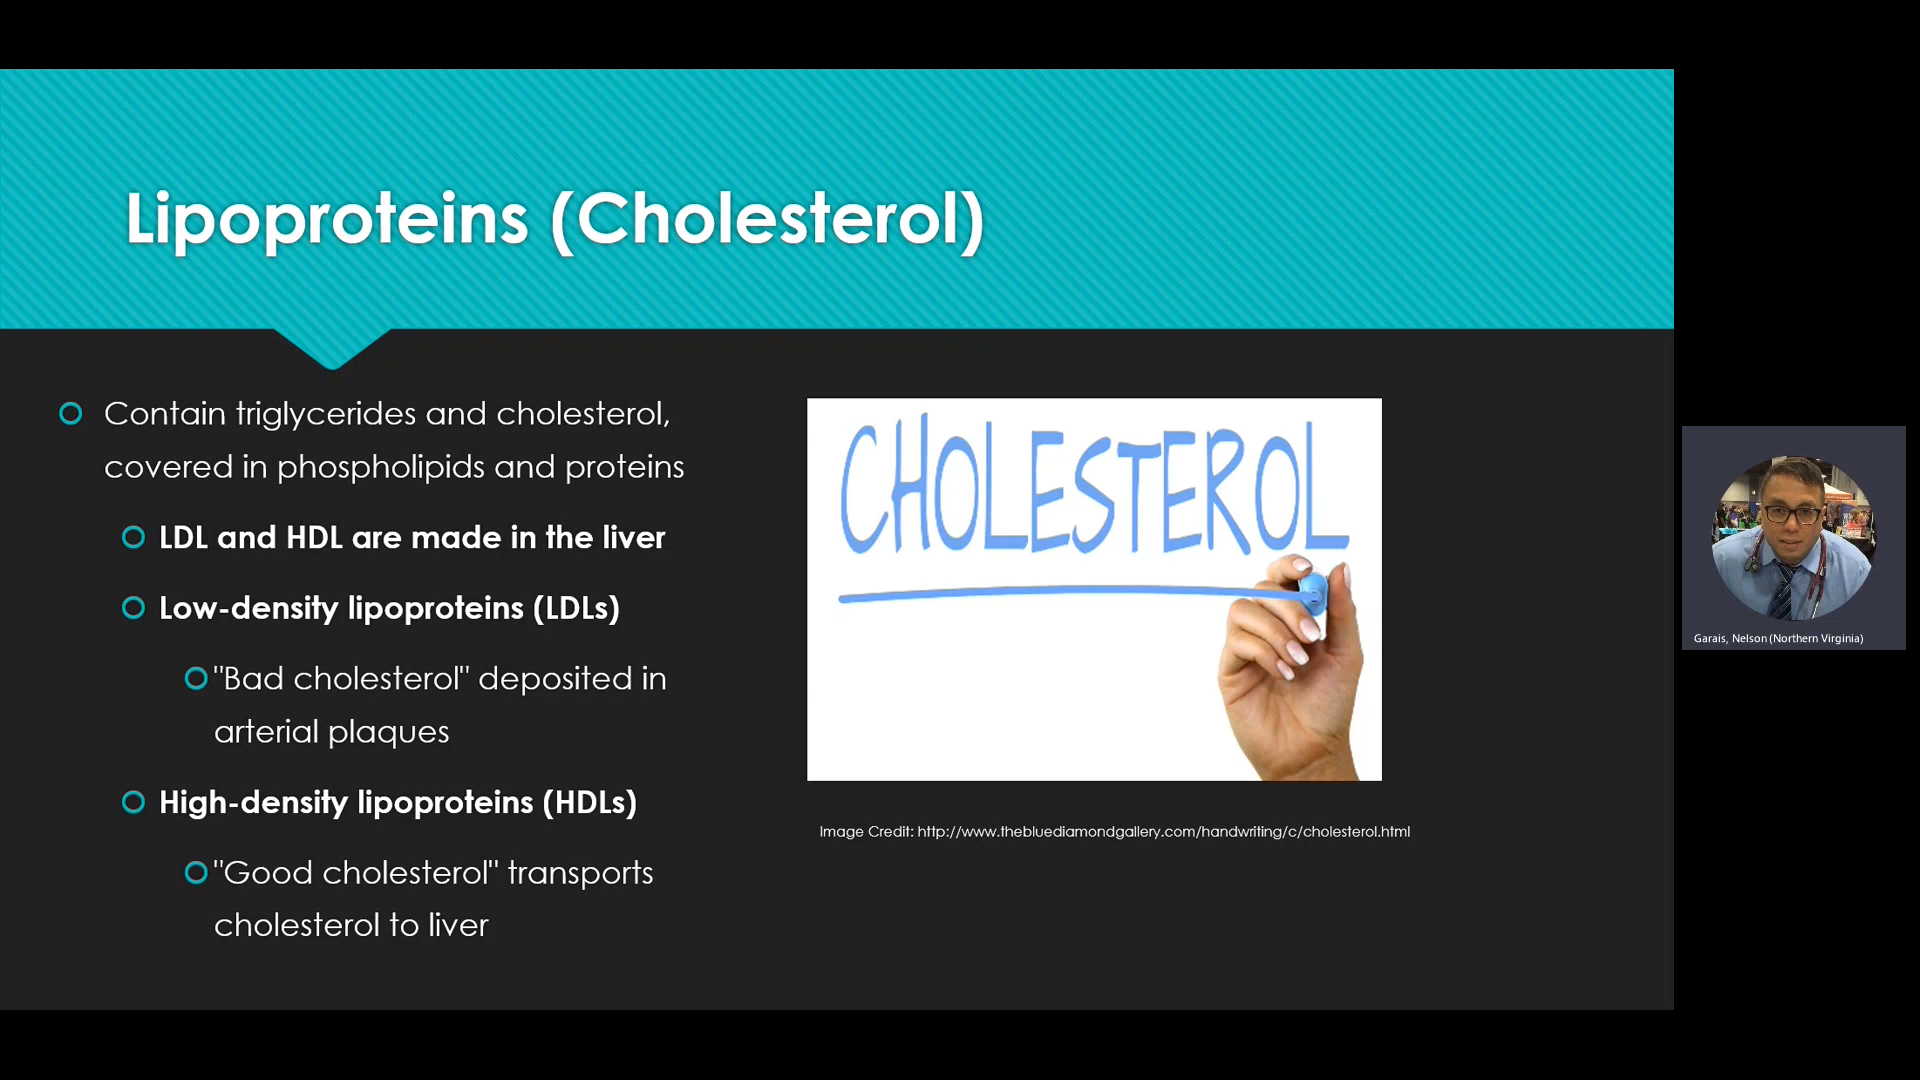 Lipoproteins (Cholesterol)
Contain triglycerides and cholesterol,
covered in phospholipids and proteins
LDL and HDL are made in the liver
Low-density lipoproteins (LDLs)
"Bad cholesterol" deposited in
arterial plaques
High-density lipoproteins (HDLs)
"Good cholesterol" transports
cholesterol to liver
CHOLESTEROL
Image Credit: http://www.thebluediamondgallery.com/handwriting/c/cholesterol.html
Garais, Nelson (Northern Virginia)